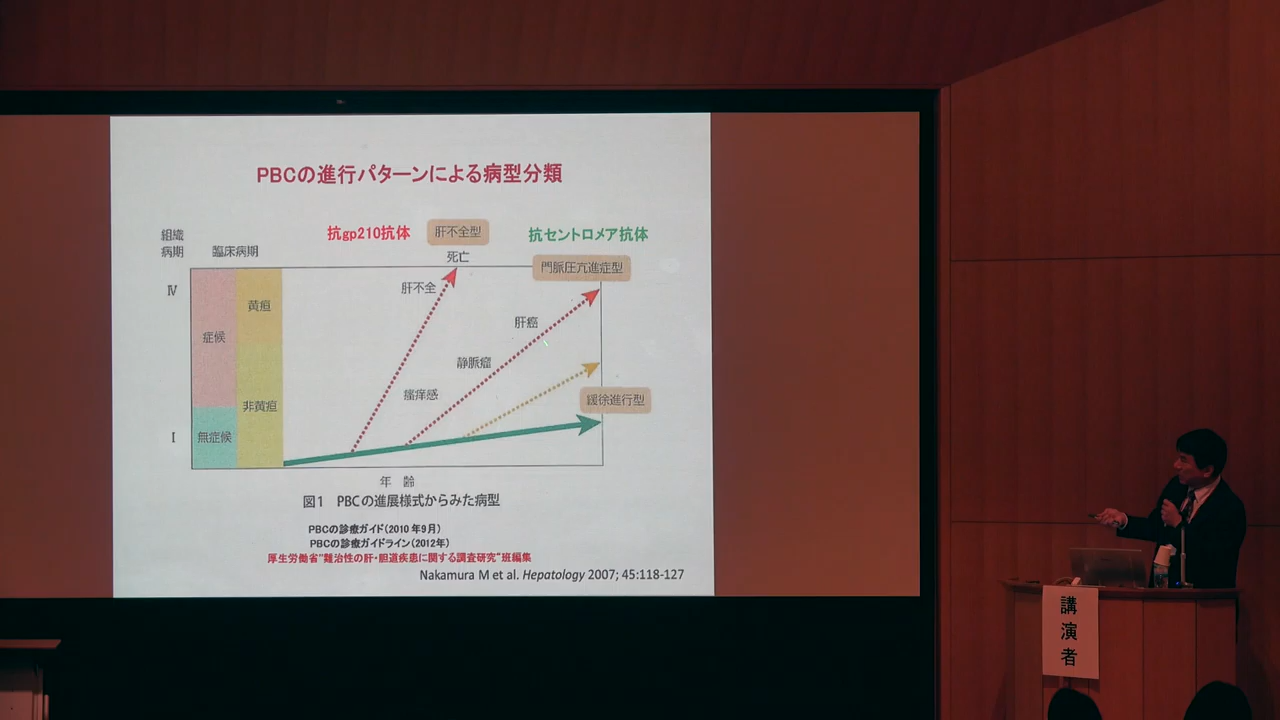 PBCの進行パターンによる病型分類
組織
病期
臨床病期
抗gp210抗体
肝不全型
抗セントロメア抗体
死亡
門脈圧亢進症型
Ⅳ
肝不全
黄疸
肝癌
症候
静脈瘤
瘙痒感
緩徐進行型
非黄疸
Ⅰ
無症候
年 齢
図1 PBCの進展様式からみた病型
PBCの診療ガイド(2010年9月)
PBCの診療ガイドライン(2012年)
厚生労働省"難治性の肝・胆道疾患に関する調査研究"班編集
Nakamura M et al. Hepatology 2007; 45:118-127
講
演
者